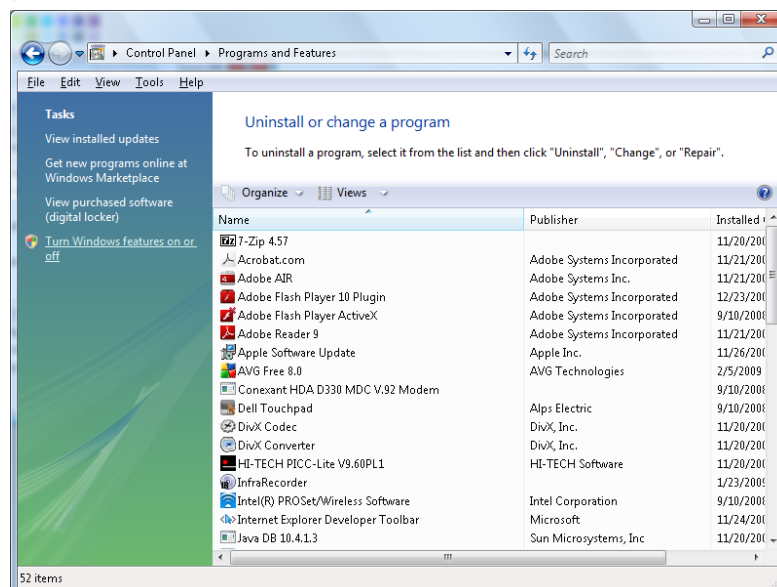 Control Panel Programs and Features Search
File Edit View Tools Help
Tasks
View installed updates
Get new programs online at
Windows Marketplace
View purchased software
(digital locker)
Turn Windows features on or
off
Uninstall or change a program
To uninstall a program, select it from the list and then click "Uninstall", "Change", or "Repair".
Organize Views
Name Publisher Installed
7-Zip 4.57 11/20/200
Acrobat.com Adobe Systems Incorporated 11/21/200
Adobe AIR Adobe Systems Inc. 11/21/200
Adobe Flash Player 10 Plugin Adobe Systems Incorporated 12/23/200
Adobe Flash Player ActiveX Adobe Systems Incorporated 9/10/2008
Adobe Reader 9 Adobe Systems Incorporated 11/21/200
Apple Software Update Apple Inc. 11/26/200
AVG Free 8.0 AVG Technologies 2/5/2009
Conexant HDA D330 MDC V.92 Modem 9/10/2008
Dell Touchpad Alps Electric 9/10/2008
DivX Codec DivX, Inc. 11/20/200
DivX Converter DivX, Inc. 11/20/200
HI-TECH PICC-Lite V9.60PL1 HI-TECH Software 11/20/200
InfraRecorder 1/23/2009
Intel(R) PROSet/Wireless Software Intel Corporation 9/10/2008
Internet Explorer Developer Toolbar Microsoft 11/24/200
Java DB 10.4.1.3 Sun Microsystems, Inc 11/20/200
52 items